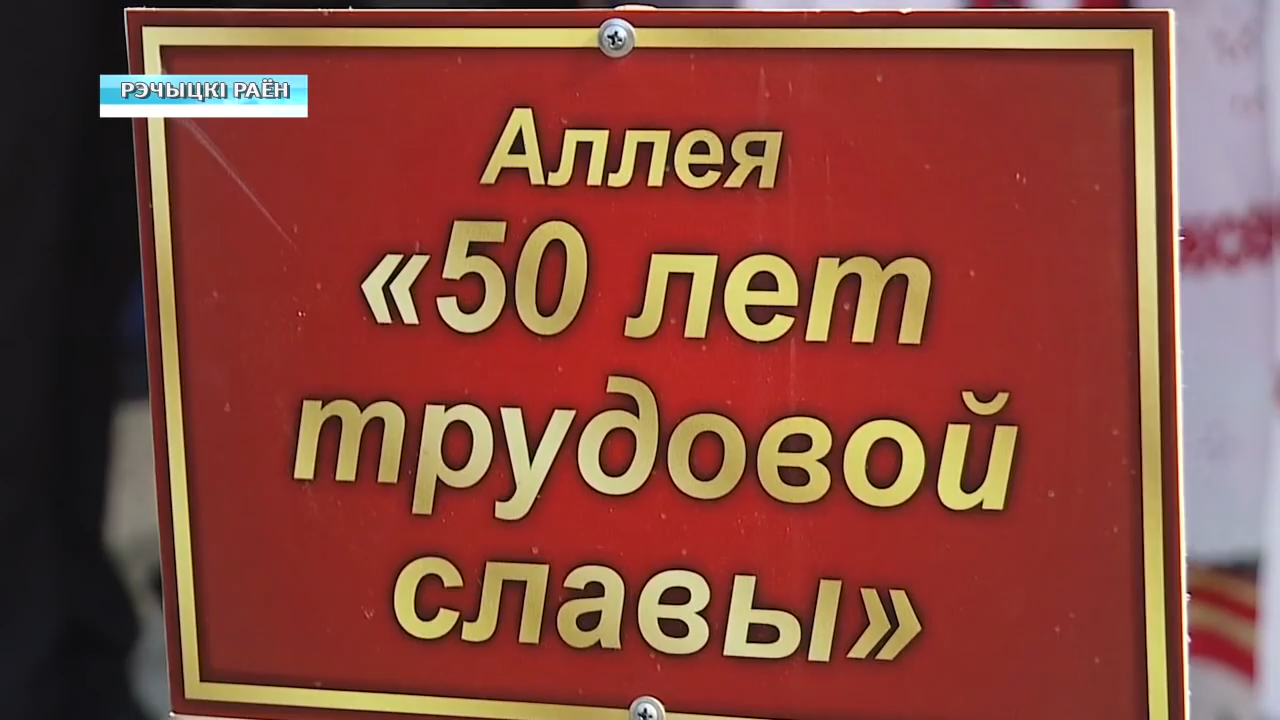 РЭЧЫЦКІ РАЁН
Аллея
«50 лет
трудовой
славы»